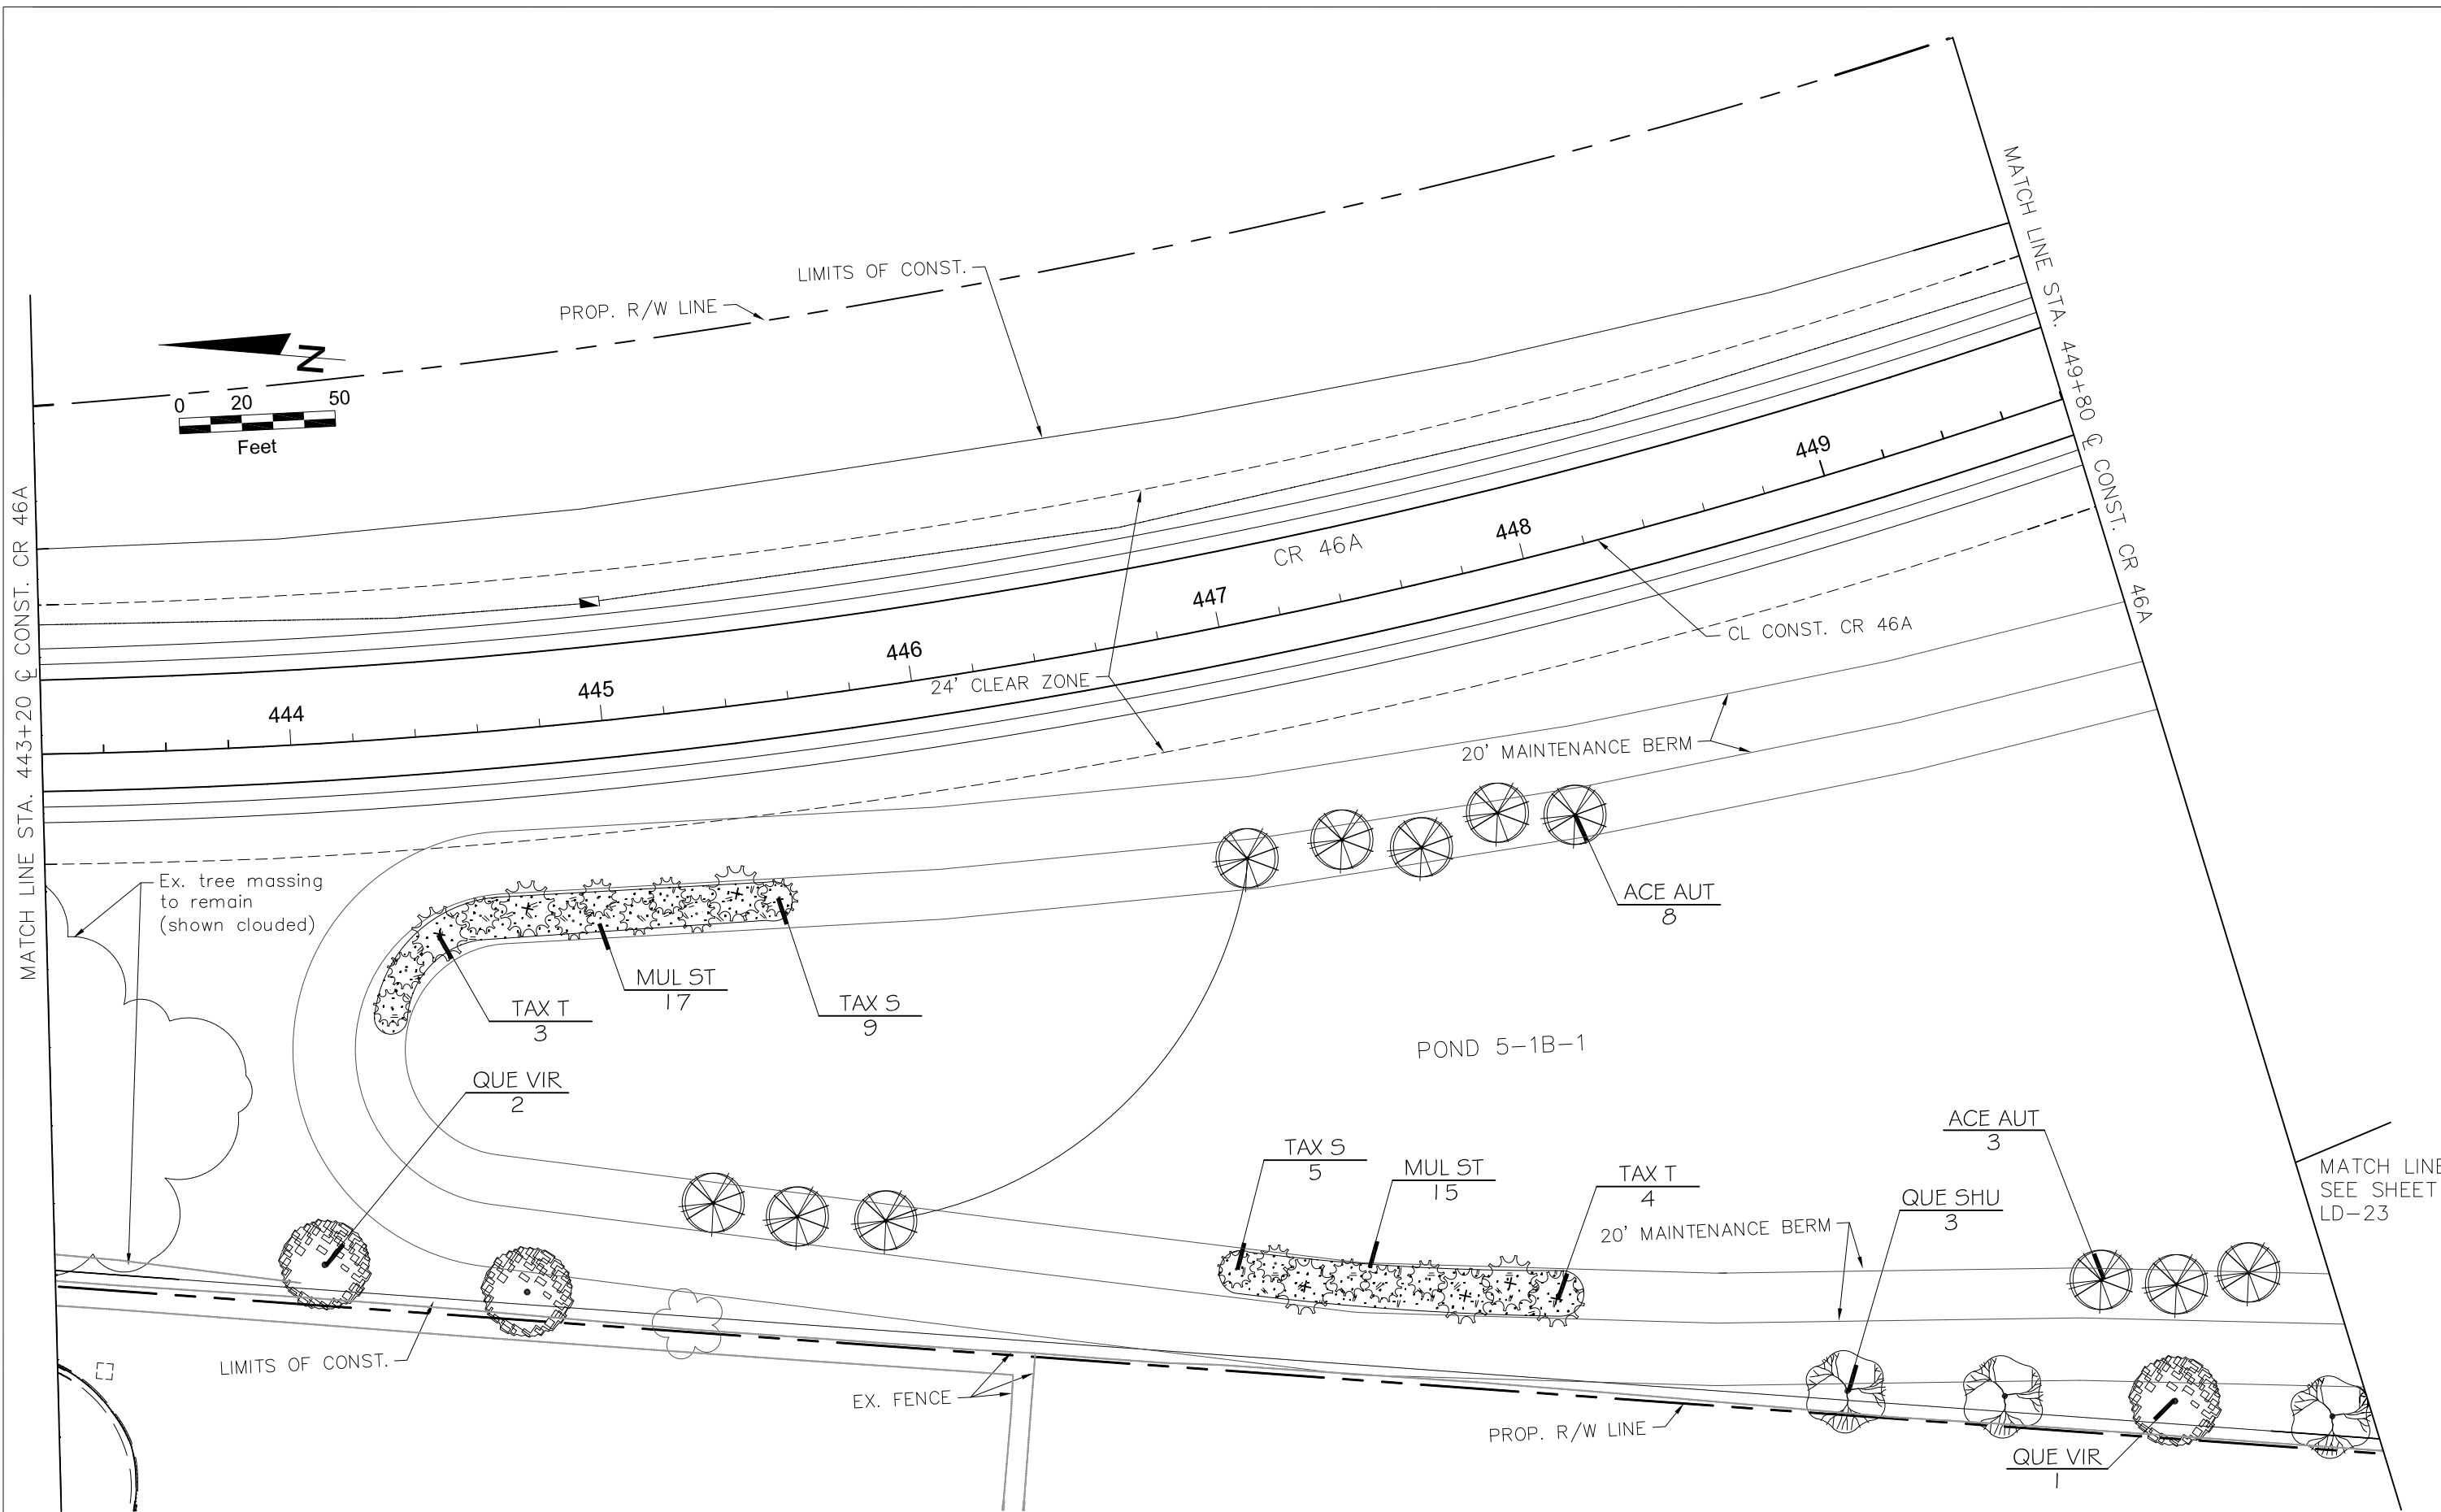 LIMITS OF CONST.
PROP. R/W LINE
N
0 20 50
Feet
MATCH LINE STA. 443+20 ℄ CONST. CR 46A
MATCH LINE STA. 449+80 ℄ CONST. CR 46A
444
445
446
447
448
449
CR 46A
CL CONST. CR 46A
24' CLEAR ZONE
20' MAINTENANCE BERM
Ex. tree massing
to remain
(shown clouded)
ACE AUT
8
MUL ST
17
TAX T
3
TAX S
9
POND 5-1B-1
QUE VIR
2
TAX S
5
MUL ST
15
TAX T
4
ACE AUT
3
QUE SHU
3
20' MAINTENANCE BERM
MATCH LINE
SEE SHEET
LD-23
LIMITS OF CONST.
EX. FENCE
PROP. R/W LINE
QUE VIR
1